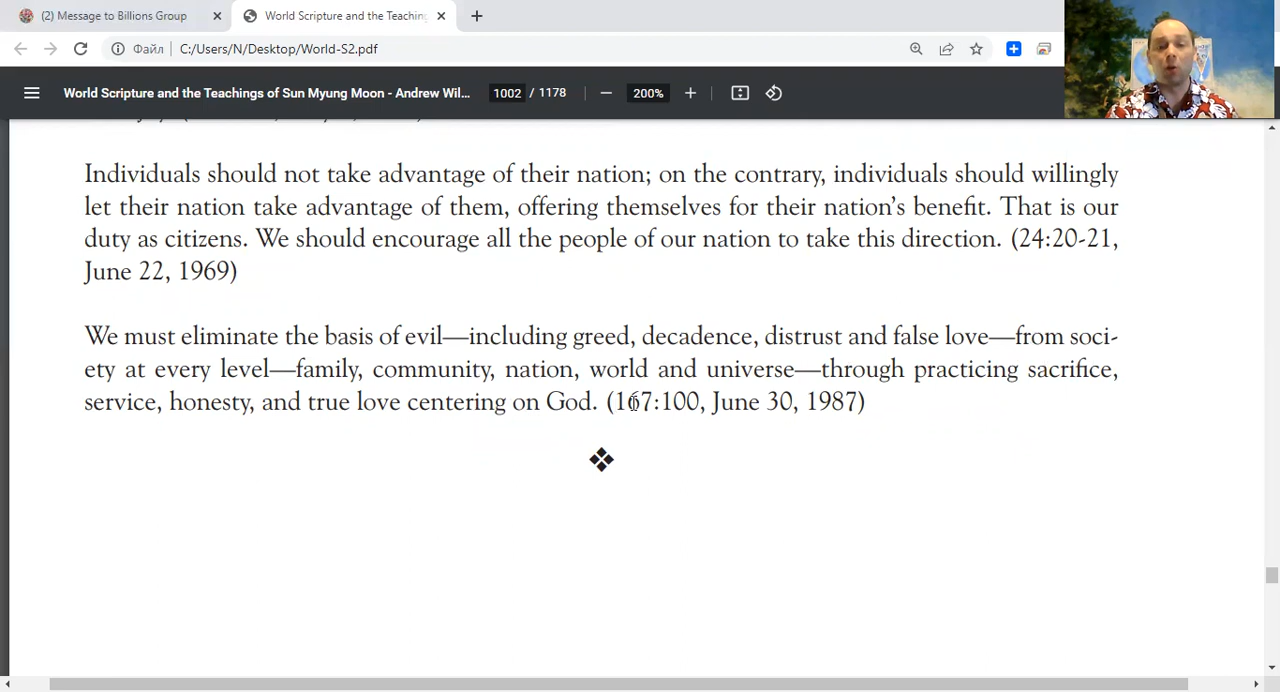 (2) Message to Billions Group
World Scripture and the Teaching
Файл
C:/Users/N/Desktop/World-S2.pdf
World Scripture and the Teachings of Sun Myung Moon - Andrew Wil...
1002 / 1178
200%
Individuals should not take advantage of their nation; on the contrary, individuals should willingly
let their nation take advantage of them, offering themselves for their nation's benefit. That is our
duty as citizens. We should encourage all the people of our nation to take this direction. (24:20-21,
June 22, 1969)
We must eliminate the basis of evil—including greed, decadence, distrust and false love—from soci-
ety at every level—family, community, nation, world and universe—through practicing sacrifice,
service, honesty, and true love centering on God. (167:100, June 30, 1987)